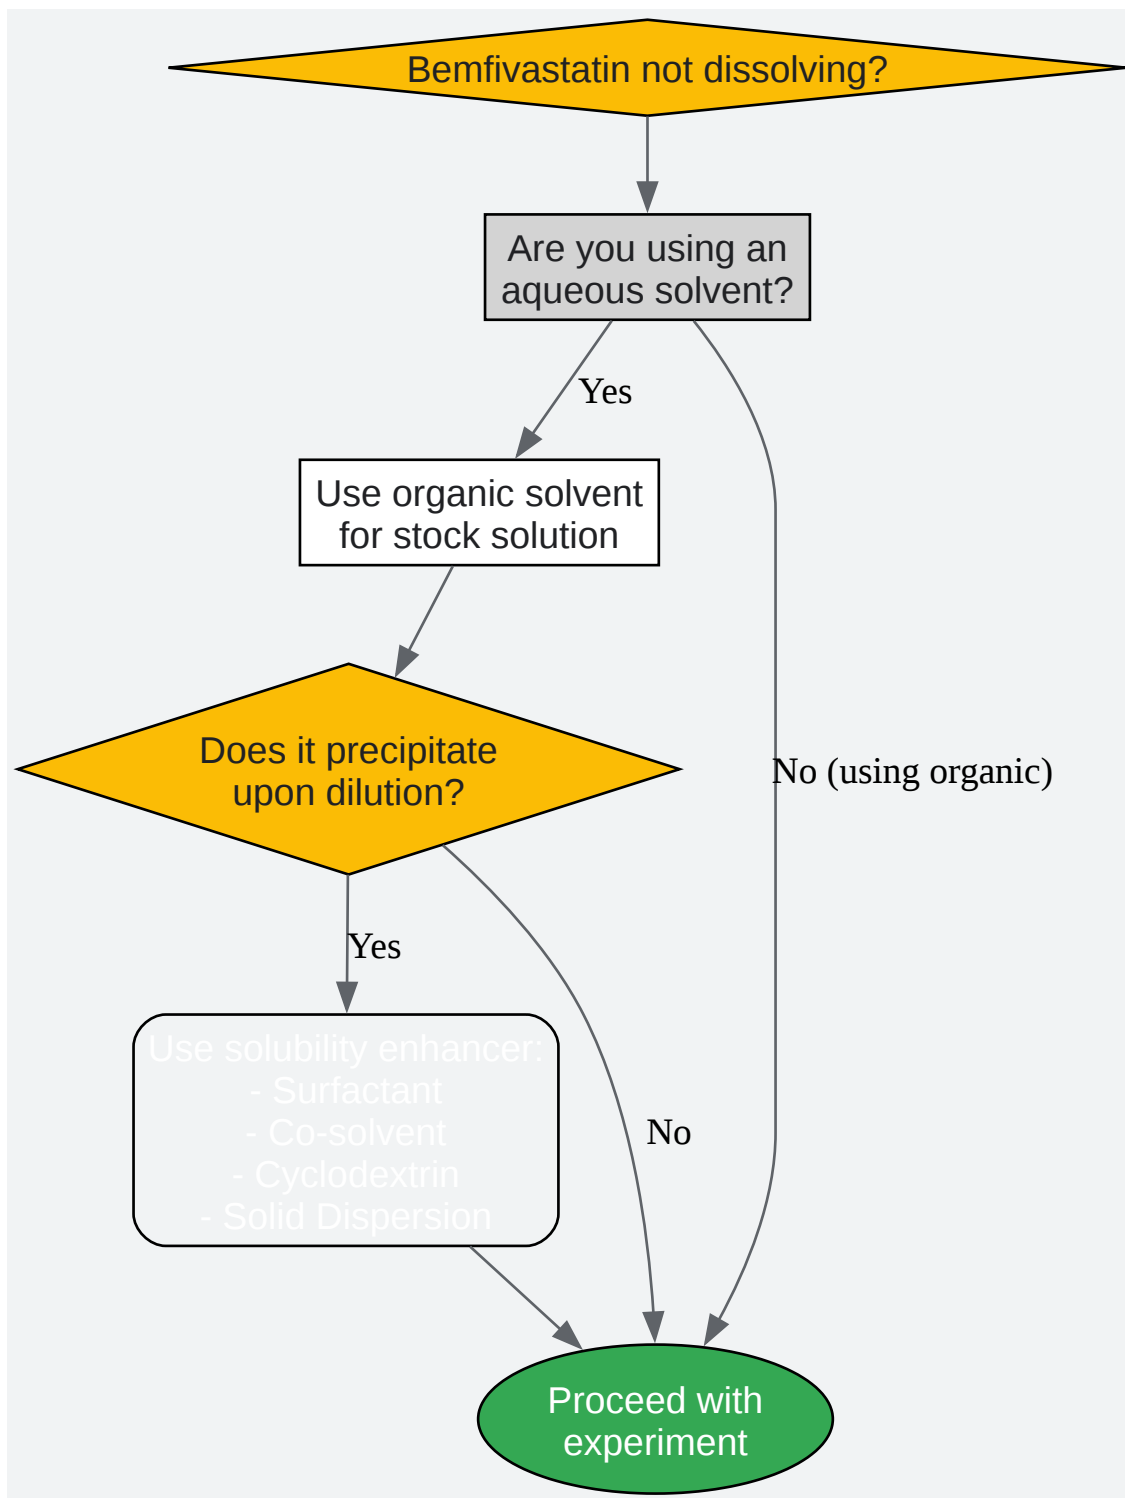 Bemfivastatin not dissolving?
Are you using an
aqueous solvent?
Yes
Use organic solvent
for stock solution
Does it precipitate
upon dilution?
No (using organic)
Yes
Use solubility enhancer:
- Surfactant
- Co-solvent
- Cyclodextrin
- Solid Dispersion
No
Proceed with
experiment